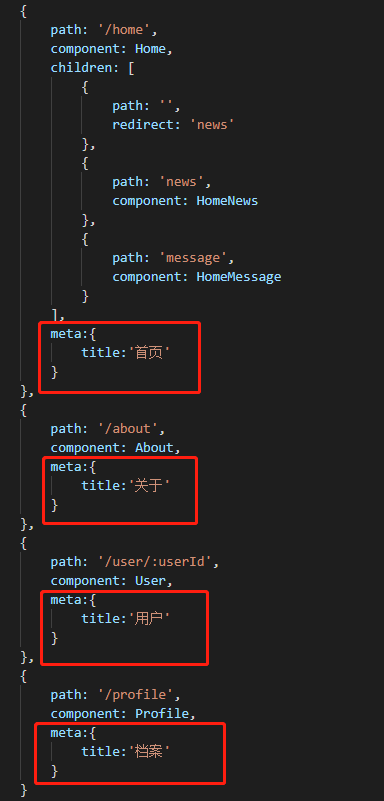 {
path: '/home',
component: Home,
children: [
{
path: '',
redirect: 'news'
},
{
path: 'news',
component: HomeNews
},
{
path: 'message',
component: HomeMessage
}
],
meta:{
title:'首页'
}
},
{
path: '/about',
component: About,
meta:{
title:'关于'
}
},
{
path: '/user/:userId',
component: User,
meta:{
title:'用户'
}
},
{
path: '/profile',
component: Profile,
meta:{
title:'档案'
}
}